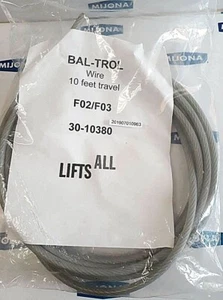 MIJONA
MIJONA
BAL-TROL
Wire
10 feet travel
F02/F03
30-10380
LIFTS ALL